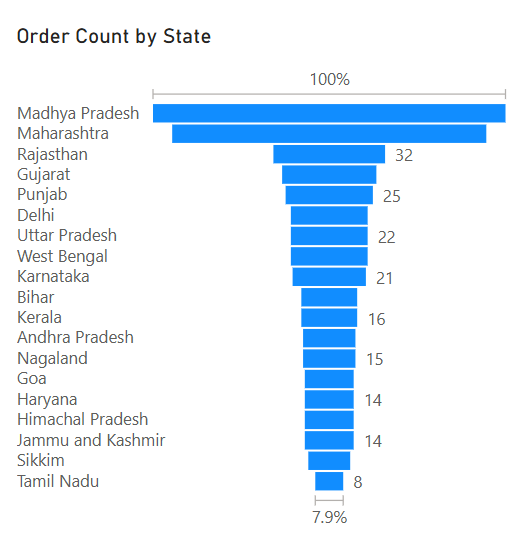 Order Count by State
100%
Madhya Pradesh
Maharashtra
Rajasthan 32
Gujarat
Punjab 25
Delhi
Uttar Pradesh 22
West Bengal
Karnataka 21
Bihar
Kerala 16
Andhra Pradesh
Nagaland 15
Goa
Haryana 14
Himachal Pradesh
Jammu and Kashmir 14
Sikkim
Tamil Nadu 8
7.9%